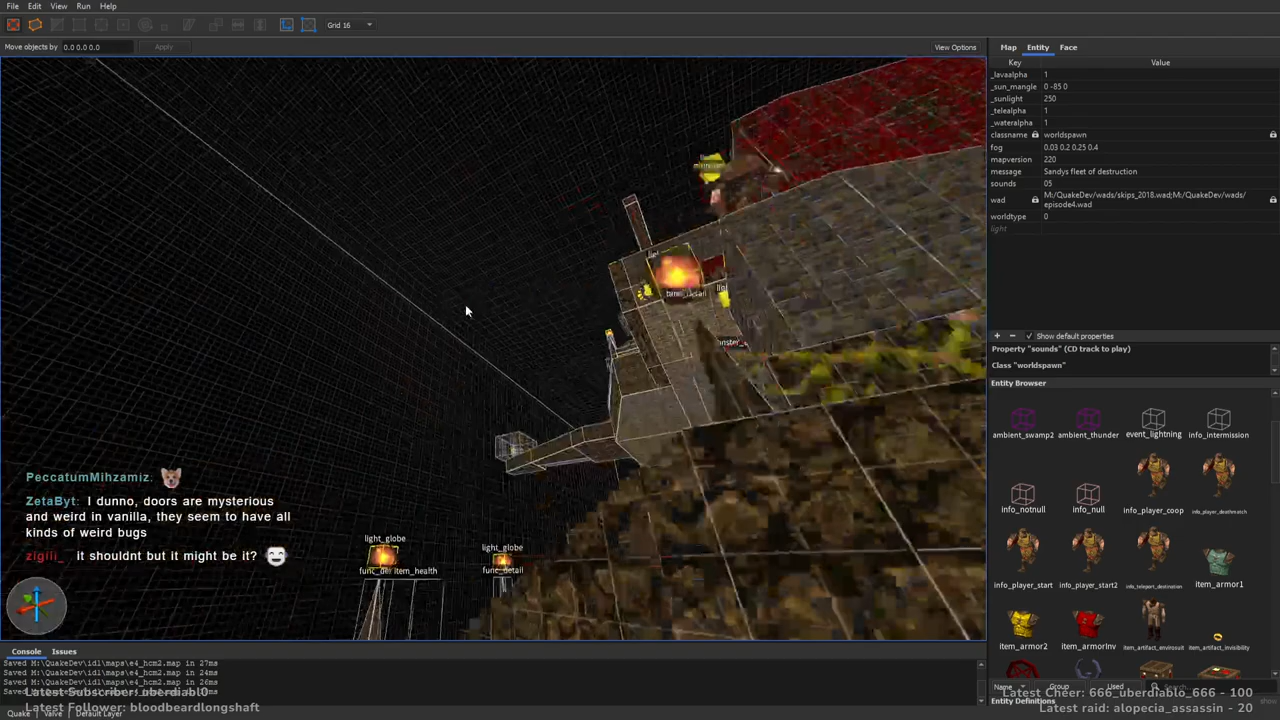 File Edit View Run Help
Grid 16
Move objects by 0.0 0.0 0.0 Apply View Options
Map Entity Face
Key Value
_lavaalpha 1
_sun_mangle 0 -85 0
_sunlight 250
_telealpha 1
_wateralpha 1
classname worldspawn
fog 0.03 0.2 0.25 0.4
mapversion 220
message Sandys fleet of destruction
sounds 05
wad M:/QuakeDev/wads/skips_2018.wad;M:/QuakeDev/wads/
episode4.wad
worldtype 0
light
Show default properties
Property "sounds" (CD track to play)
Class "worldspawn"
Entity Browser
ambient_swamp2 ambient_thunder event_lightning info_intermission
info_notnull info_null info_player_coop info_player_deathmatch
info_player_start info_player_start2 info_teleport_destination item_armor1
item_armor2 item_armorInv item_artifact_envirosuit item_artifact_invisibility
Name Group Used Search...
Entity Definitions
PeccatumMihzamiz:
ZetaByt: I dunno, doors are mysterious
and weird in vanilla, they seem to have all
kinds of weird bugs
zigili_ it shouldnt but it might be it?
light_globe
func_detail
item_health
light_globe
func_detail
Console Issues
Saved M:\QuakeDev\id1\maps\e4_hcm2.map in 27ms
Saved M:\QuakeDev\id1\maps\e4_hcm2.map in 24ms
Saved M:\QuakeDev\id1\maps\e4_hcm2.map in 26ms
Latest Subscriber: uberdiabl0
Latest Follower: bloodbeardlongshaft
Latest Cheer: 666_uberdiablo_666 - 100
Latest raid: alopecia_assassin - 20
Quake Valve Default Layer